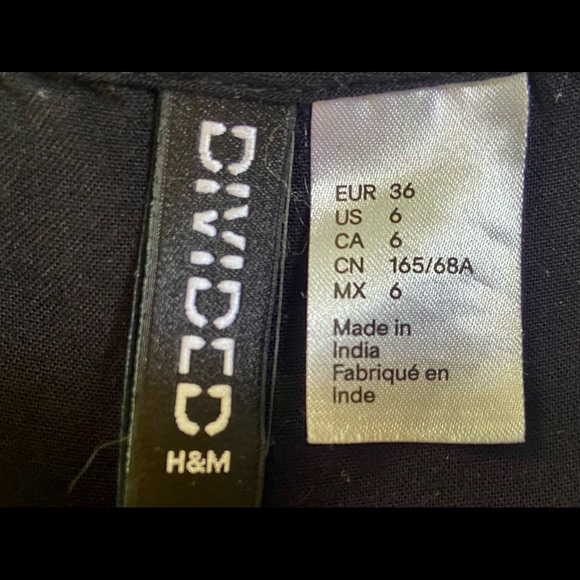 DIVIDED
H&M
EUR 36
US 6
CA 6
CN 165/68A
MX 6
Made in
India
Fabriqué en
Inde